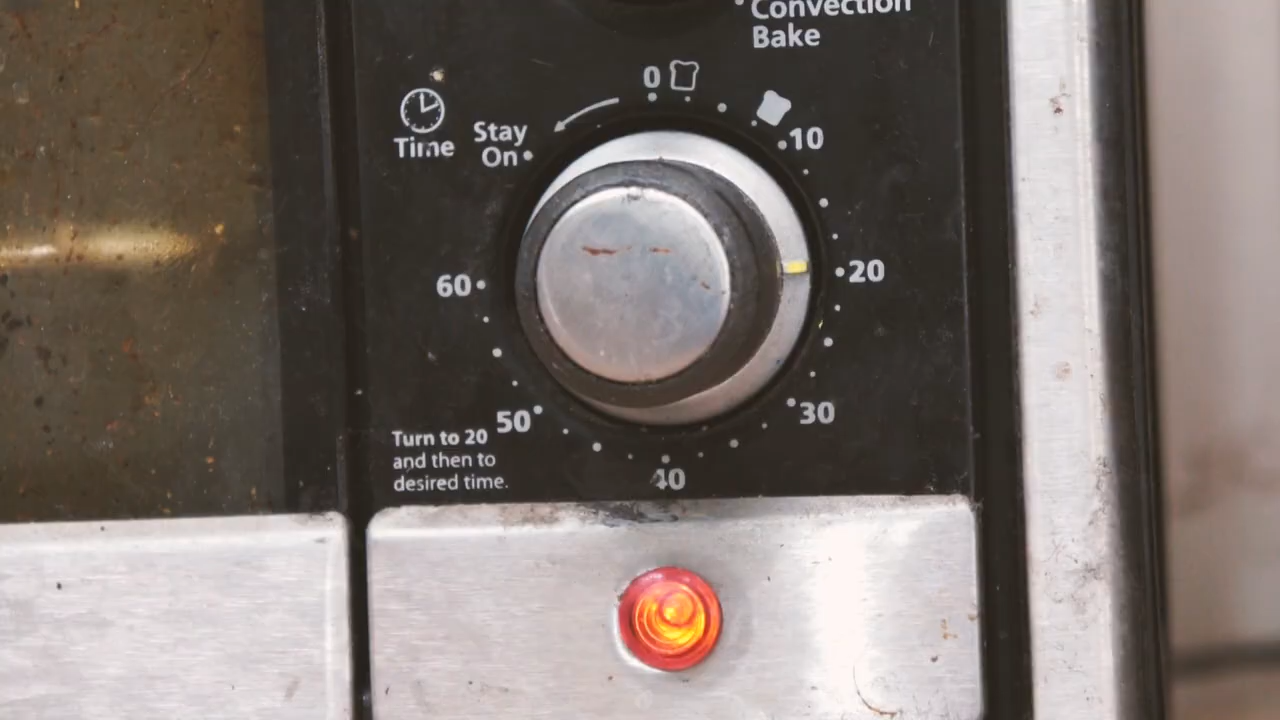 Convection
Bake
0
Time
Stay
On
10
20
60
30
50
40
Turn to 20
and then to
desired time.